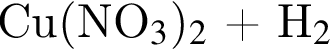 Cu(NO₃)₂ + H₂